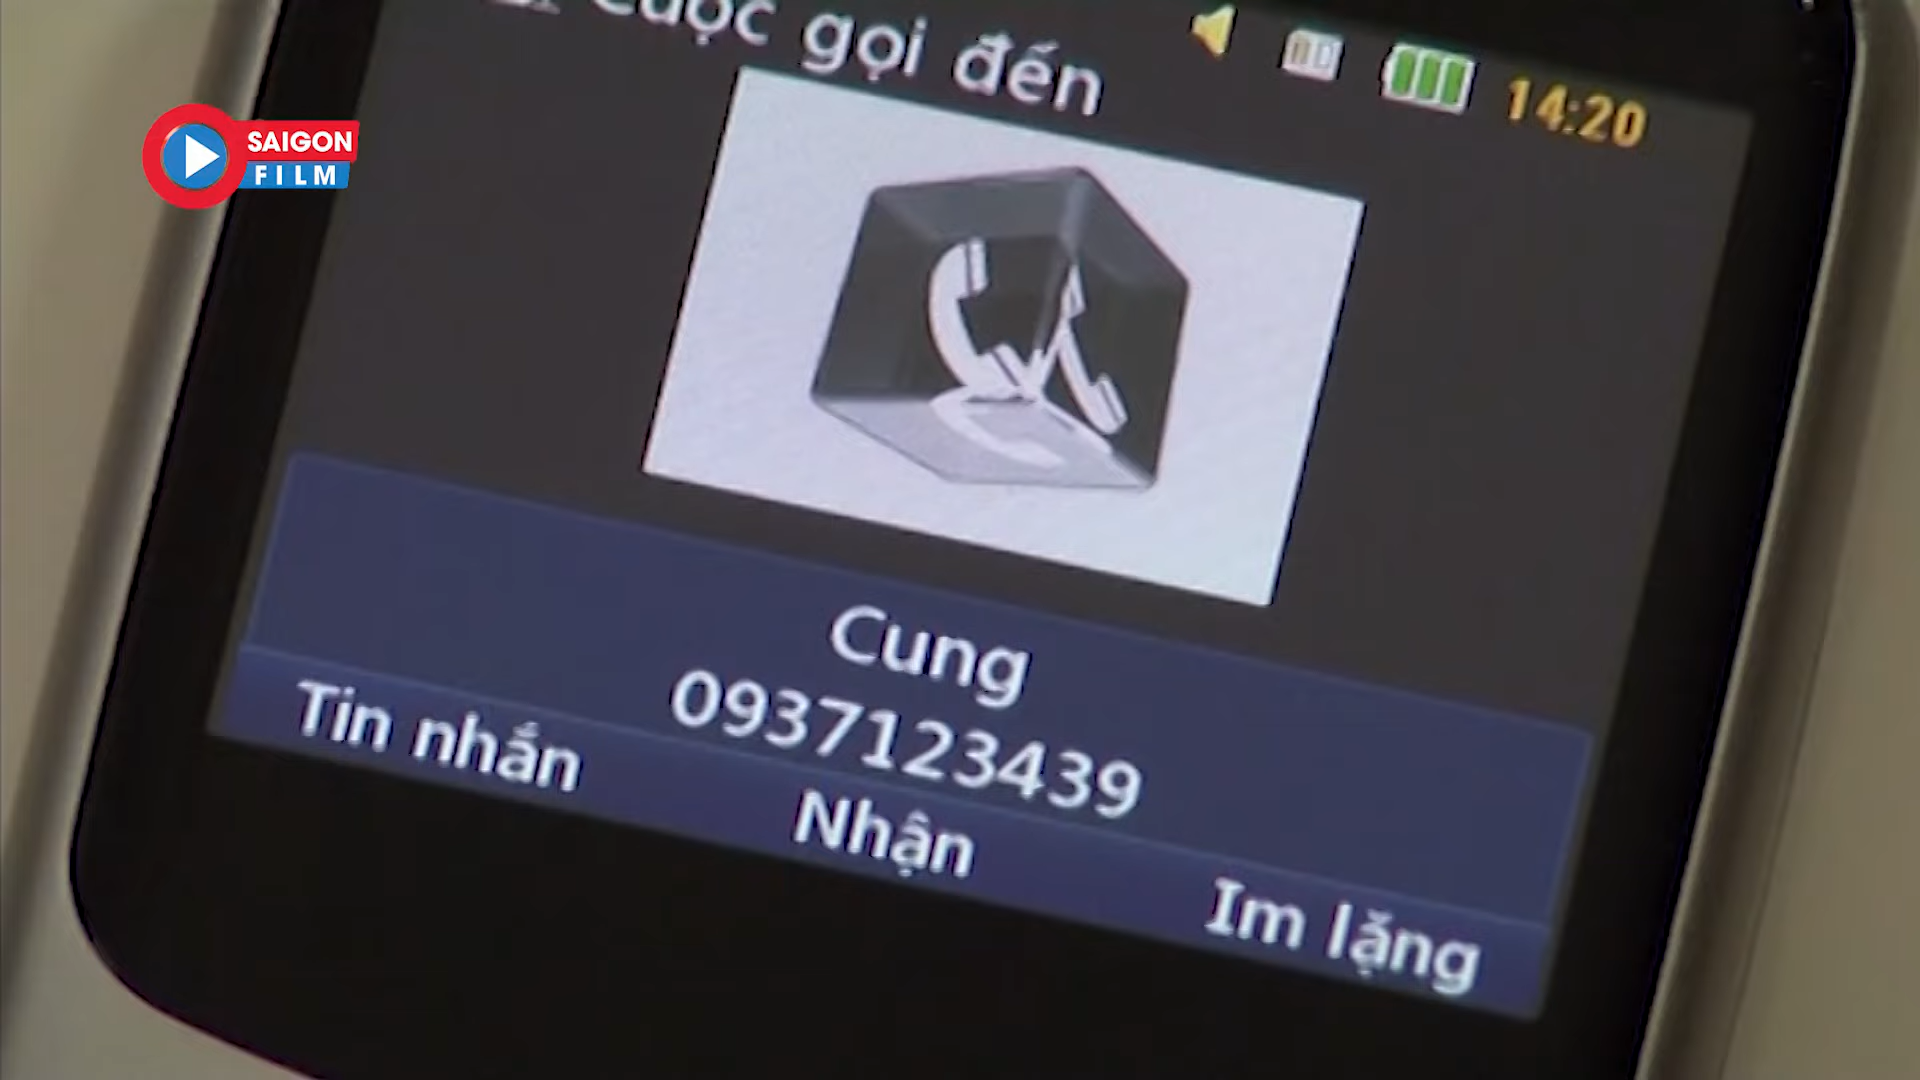 Cuộc gọi đến
14:20
SAIGON
FILM
Cung
0937123439
Tin nhắn
Nhận
Im lặng